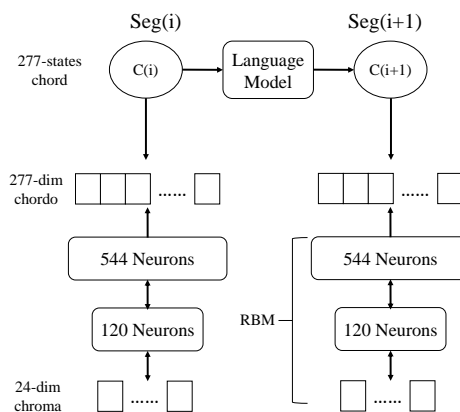 Seg(i)
Seg(i+1)
277-states
chord
C(i)
Language
Model
C(i+1)
277-dim
chordo
......
......
544 Neurons
544 Neurons
RBM
120 Neurons
120 Neurons
24-dim
chroma
......
......